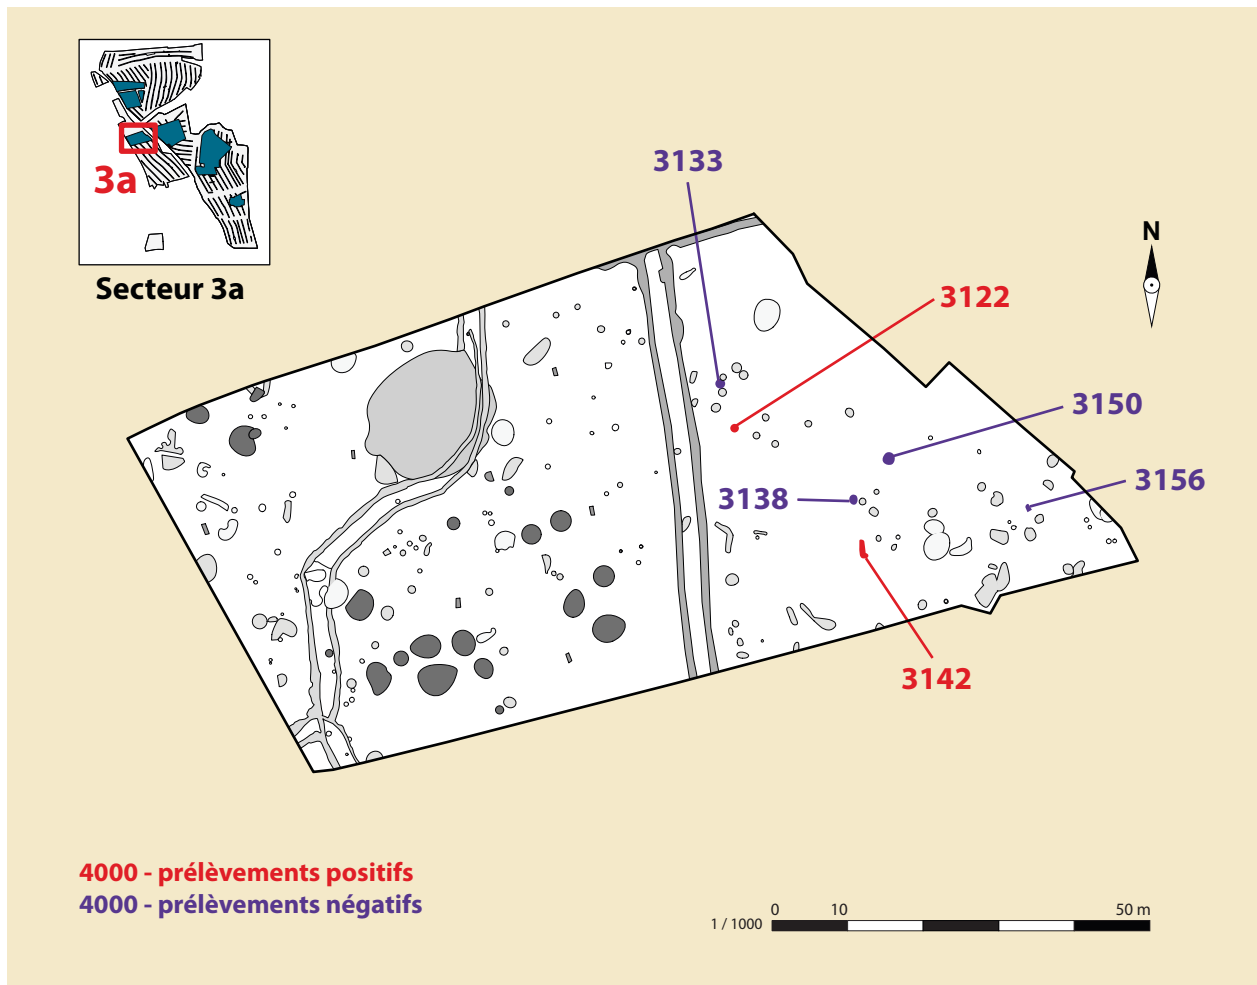 3a
Secteur 3a
3133
N
3122
3150
3138
3156
3142
4000 - prélèvements positifs
4000 - prélèvements négatifs
0 10 50 m
1 / 1000